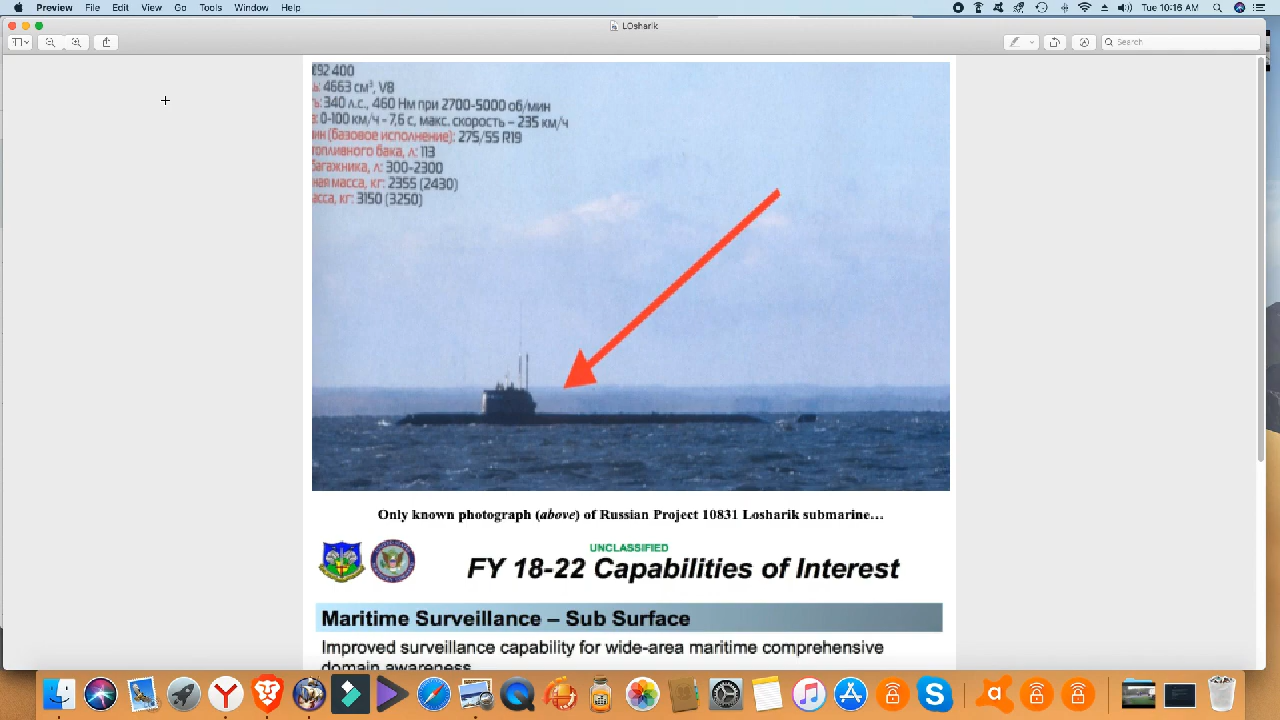 Preview File Edit View Go Tools Window Help
Tue 10:16 AM
LOsharik
Search
192 400
4663 см³, V8
340 л.с., 460 Нм при 2700-5000 об/мин
0-100 км/ч - 7,6 с, макс. скорость – 235 км/ч
(базовое исполнение): 275/55 R19
топливного бака, л: 113
багажника, л: 300-2300
масса, кг: 2355 (2430)
кг: 3150 (3250)
Only known photograph (above) of Russian Project 10831 Losharik submarine...
UNCLASSIFIED
FY 18-22 Capabilities of Interest
Maritime Surveillance – Sub Surface
Improved surveillance capability for wide-area maritime comprehensive
domain awareness